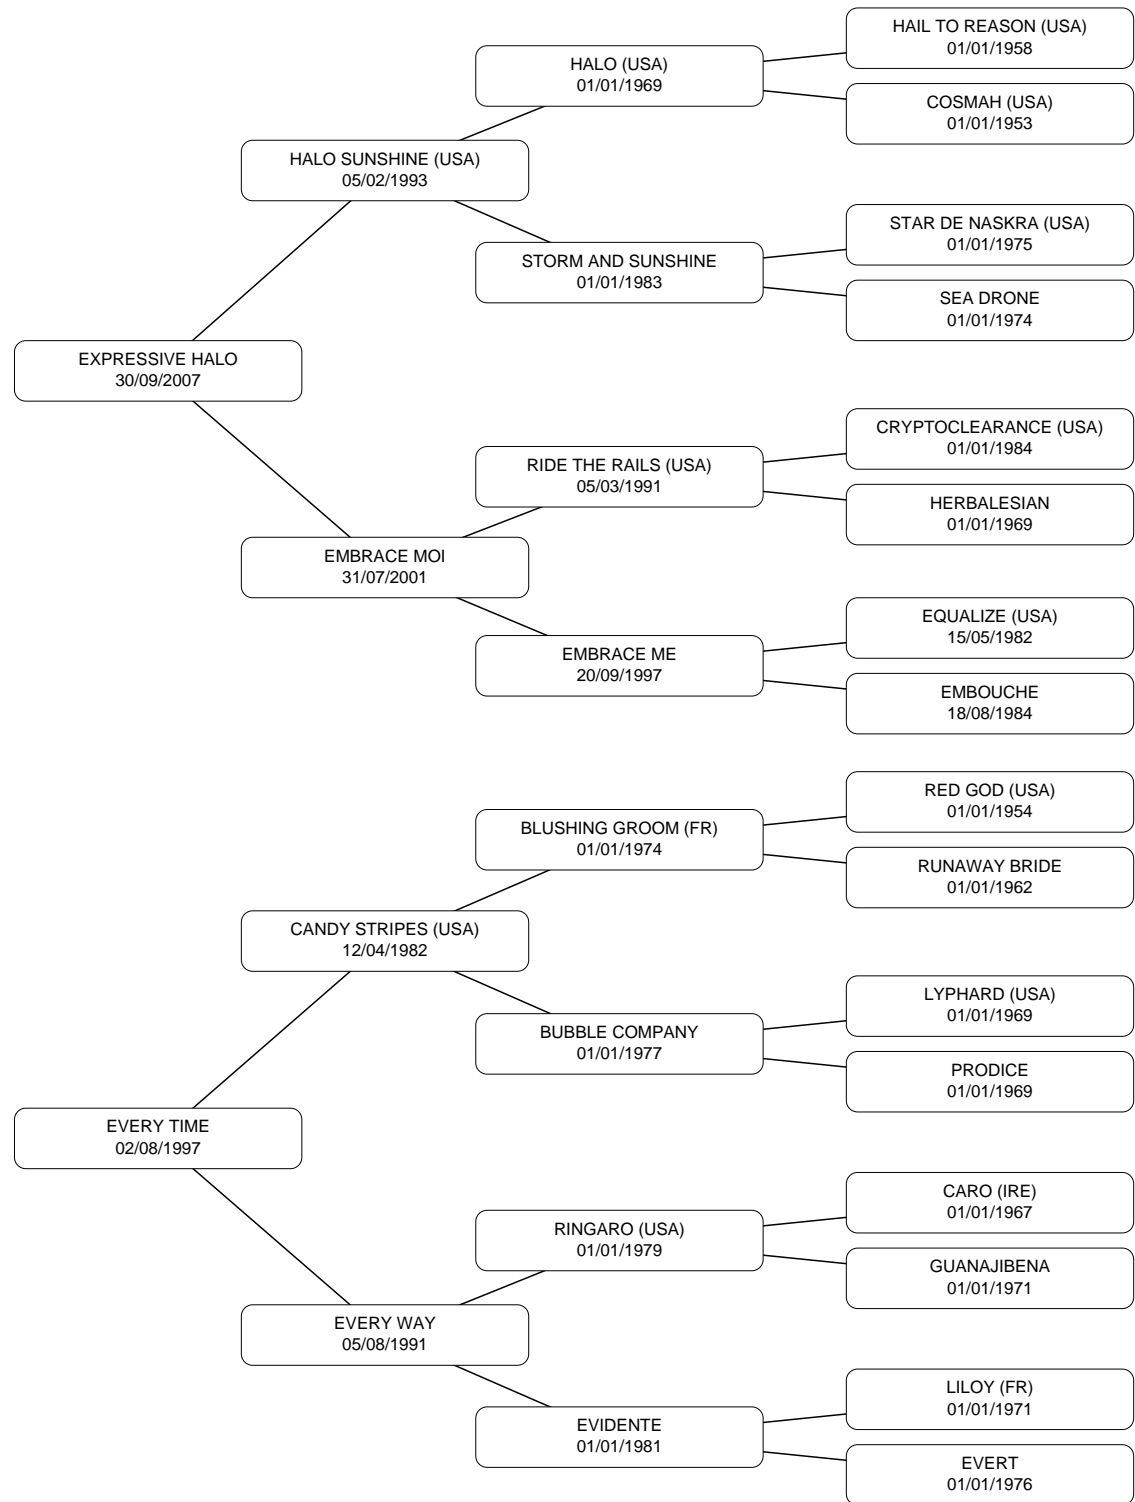 HAIL TO REASON (USA)
01/01/1958
HALO (USA)
01/01/1969
COSMAH (USA)
01/01/1953
HALO SUNSHINE (USA)
05/02/1993
STAR DE NASKRA (USA)
01/01/1975
STORM AND SUNSHINE
01/01/1983
SEA DRONE
01/01/1974
EXPRESSIVE HALO
30/09/2007
CRYPTOCLEARANCE (USA)
01/01/1984
RIDE THE RAILS (USA)
05/03/1991
HERBALESIAN
01/01/1969
EMBRACE MOI
31/07/2001
EQUALIZE (USA)
15/05/1982
EMBRACE ME
20/09/1997
EMBOUCHE
18/08/1984
RED GOD (USA)
01/01/1954
BLUSHING GROOM (FR)
01/01/1974
RUNAWAY BRIDE
01/01/1962
CANDY STRIPES (USA)
12/04/1982
LYPHARD (USA)
01/01/1969
BUBBLE COMPANY
01/01/1977
PRODICE
01/01/1969
EVERY TIME
02/08/1997
CARO (IRE)
01/01/1967
RINGARO (USA)
01/01/1979
GUANAJIBENA
01/01/1971
EVERY WAY
05/08/1991
LILOY (FR)
01/01/1971
EVIDENTE
01/01/1981
EVERT
01/01/1976